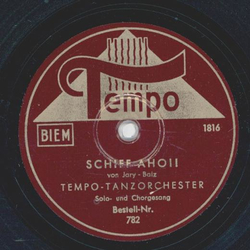 Tempo
BIEM
1816
SCHIFF AHOI!
von Jary - Balz
TEMPO-TANZORCHESTER
Solo- und Chorgesang
Bestell-Nr.
782